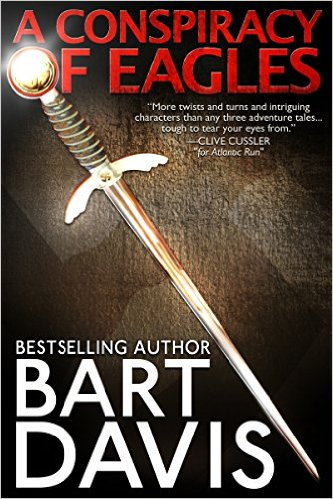 A CONSPIRACY
OF EAGLES
“More twists and turns and intriguing
characters than any three adventure tales...
tough to tear your eyes from.”
—CLIVE CUSSLER
“for Atlantic Run”
BESTSELLING AUTHOR
BART
DAVIS